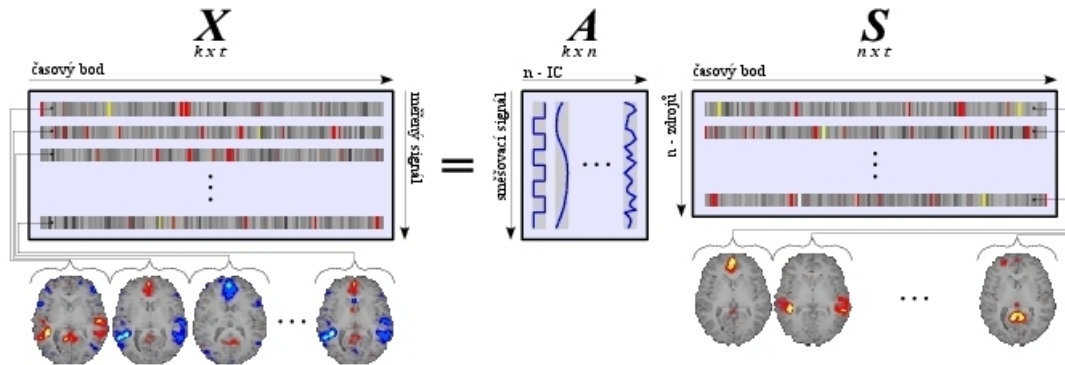 X
k x t
časový bod
měřený signál
=
A
k x n
n - IC
směšovací signál
S
n x t
časový bod
n - zdrojů